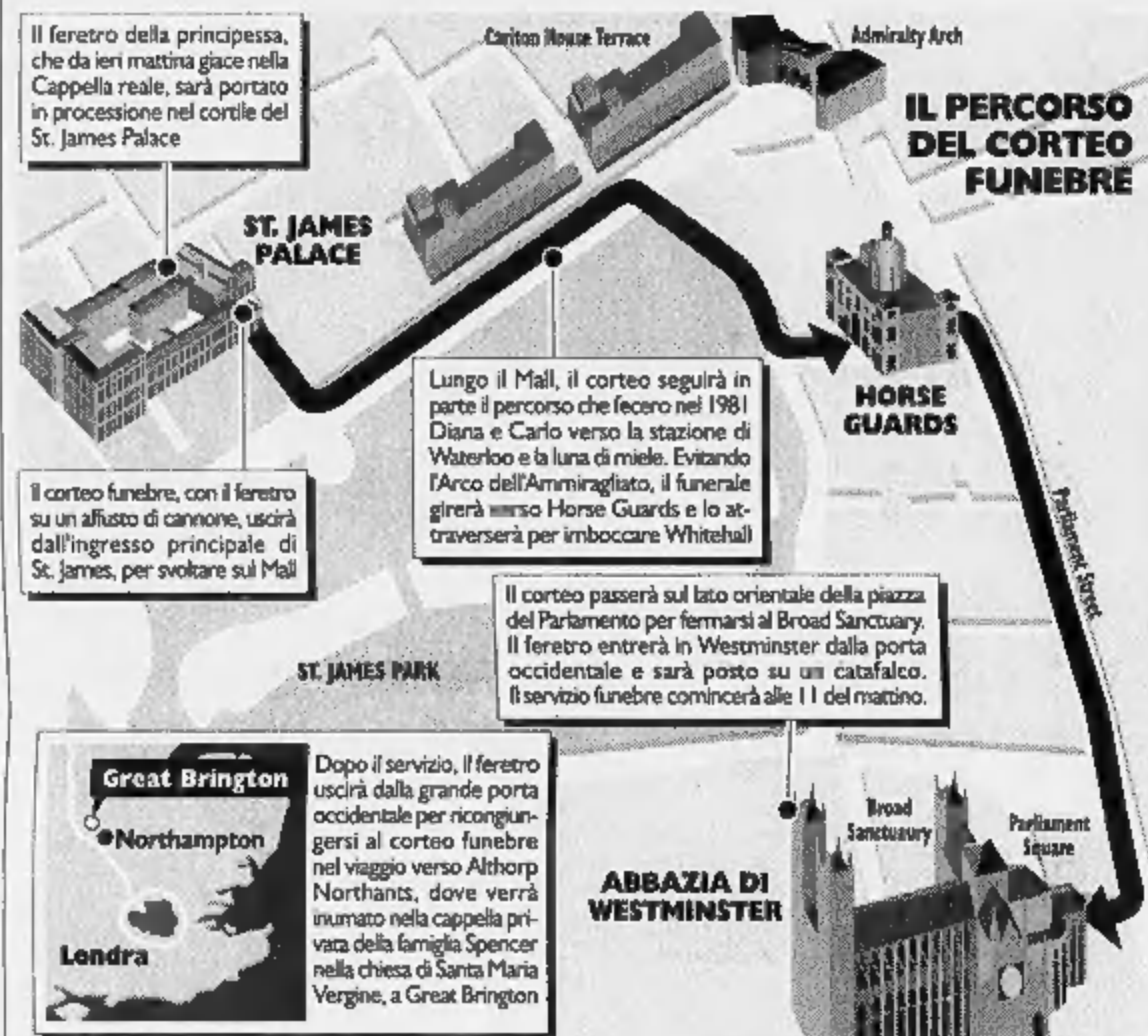 Il feretro della principessa,
che da ieri mattina giace nella
Cappella reale, sarà portato
in processione nel cortile del
St. James Palace
Carlton House Terrace
Admiralty Arch
IL PERCORSO
DEL CORTEO
FUNEBRE
ST. JAMES
PALACE
HORSE
GUARDS
Lungo il Mall, il corteo seguirà in
parte il percorso che fecero nel 1981
Diana e Carlo verso la stazione di
Waterloo e la luna di miele. Evitando
l'Arco dell'Ammiragliato, il funerale
girerà verso Horse Guards e lo at-
traverserà per imboccare Whitehall
Il corteo funebre, con il feretro
su un affusto di cannone, uscirà
dall'ingresso principale di
St. James, per svoltare sul Mall
Parliament Street
Il corteo passerà sul lato orientale della piazza
del Parlamento per fermarsi al Broad Sanctuary.
Il feretro entrerà in Westminster dalla porta
occidentale e sarà posto su un catafalco.
Il servizio funebre comincerà alle 11 del mattino.
ST. JAMES PARK
Great Brington
Northampton
Londra
Dopo il servizio, il feretro
uscirà dalla grande porta
occidentale per ricongiun-
gersi al corteo funebre
nel viaggio verso Althorp
Northants, dove verrà
inumato nella cappella pri-
vata della famiglia Spencer
nella chiesa di Santa Maria
Vergine, a Great Brington
ABBAZIA DI
WESTMINSTER
Broad
Sanctuaury
Parliament
Square